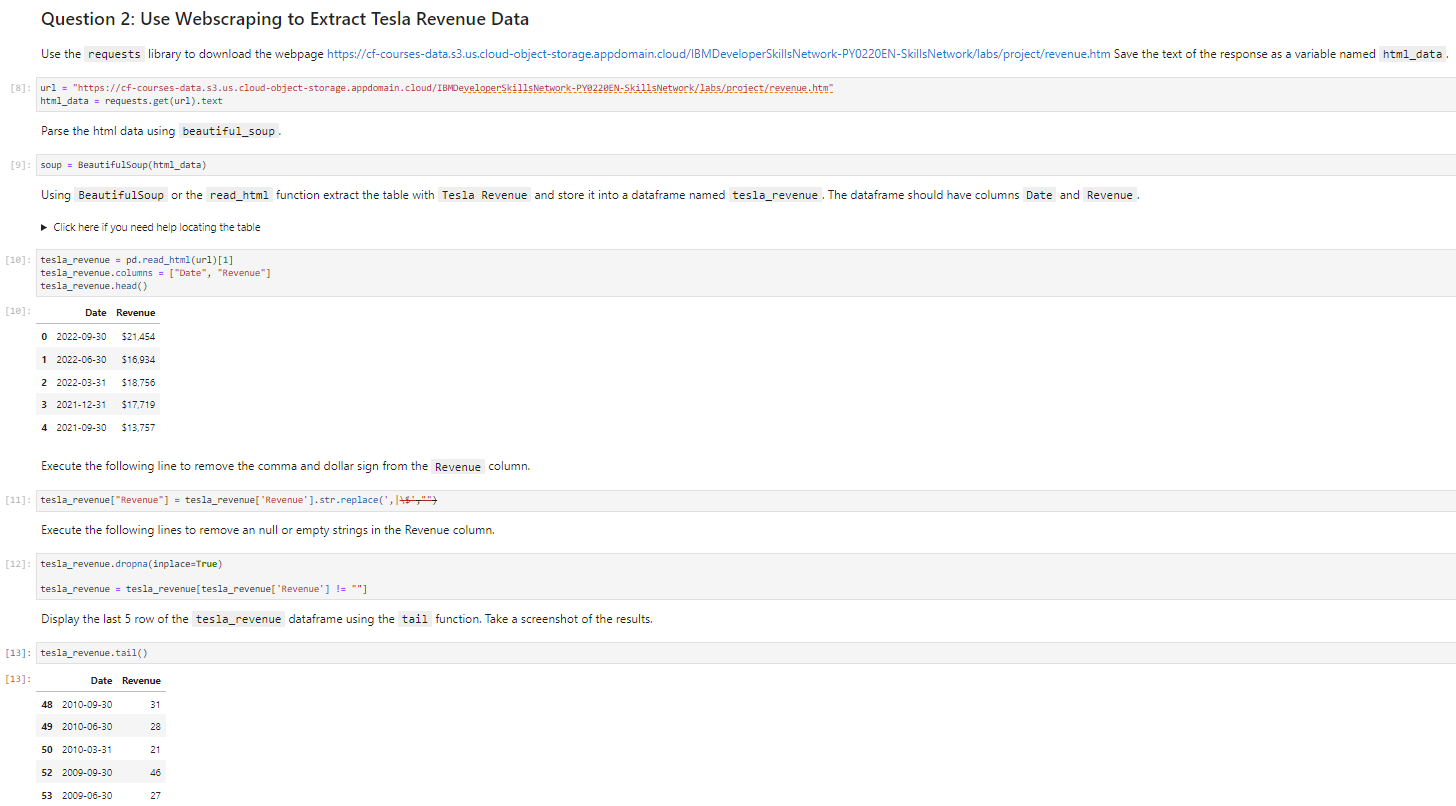 Question 2: Use Webscraping to Extract Tesla Revenue Data
Use the requests library to download the webpage https://cf-courses-data.s3.us.cloud-object-storage.appdomain.cloud/IBMDeveloperSkillsNetwork-PY0220EN-SkillsNetwork/labs/project/revenue.htm Save the text of the response as a variable named html_data.
[8]: url = "https://cf-courses-data.s3.us.cloud-object-storage.appdomain.cloud/IBMDeveloperSkillsNetwork-PY0220EN-SkillsNetwork/labs/project/revenue.htm"
html_data = requests.get(url).text
Parse the html data using beautiful_soup.
[9]: soup = BeautifulSoup(html_data)
Using BeautifulSoup or the read_html function extract the table with Tesla Revenue and store it into a dataframe named tesla_revenue. The dataframe should have columns Date and Revenue.
▶ Click here if you need help locating the table
[10]: tesla_revenue = pd.read_html(url)[1]
tesla_revenue.columns = ["Date", "Revenue"]
tesla_revenue.head()
[10]: Date Revenue
0 2022-09-30 $21,454
1 2022-06-30 $16,934
2 2022-03-31 $18,756
3 2021-12-31 $17,719
4 2021-09-30 $13,757
Execute the following line to remove the comma and dollar sign from the Revenue column.
[11]: tesla_revenue["Revenue"] = tesla_revenue['Revenue'].str.replace(',|\$',"")
Execute the following lines to remove an null or empty strings in the Revenue column.
[12]: tesla_revenue.dropna(inplace=True)
tesla_revenue = tesla_revenue[tesla_revenue['Revenue'] != ""]
Display the last 5 row of the tesla_revenue dataframe using the tail function. Take a screenshot of the results.
[13]: tesla_revenue.tail()
[13]: Date Revenue
48 2010-09-30 31
49 2010-06-30 28
50 2010-03-31 21
52 2009-09-30 46
53 2009-06-30 27